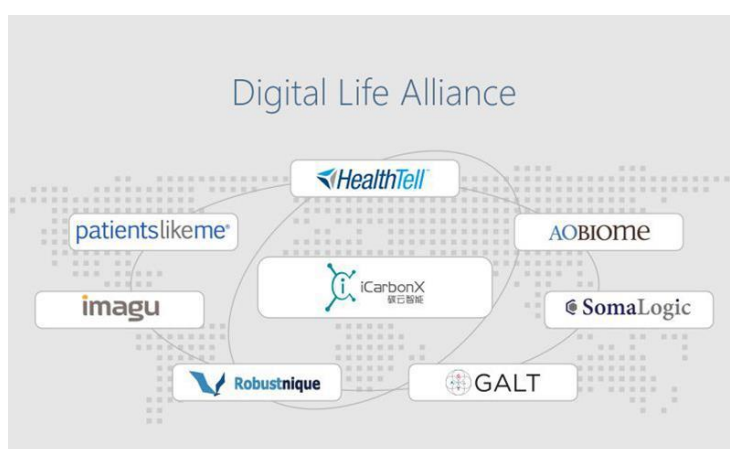 Digital Life Alliance
HealthTell
patientslikeme®
AOBIOME
iCarbonX
碳云智能
imagu
SomaLogic
Robustnique
GALT